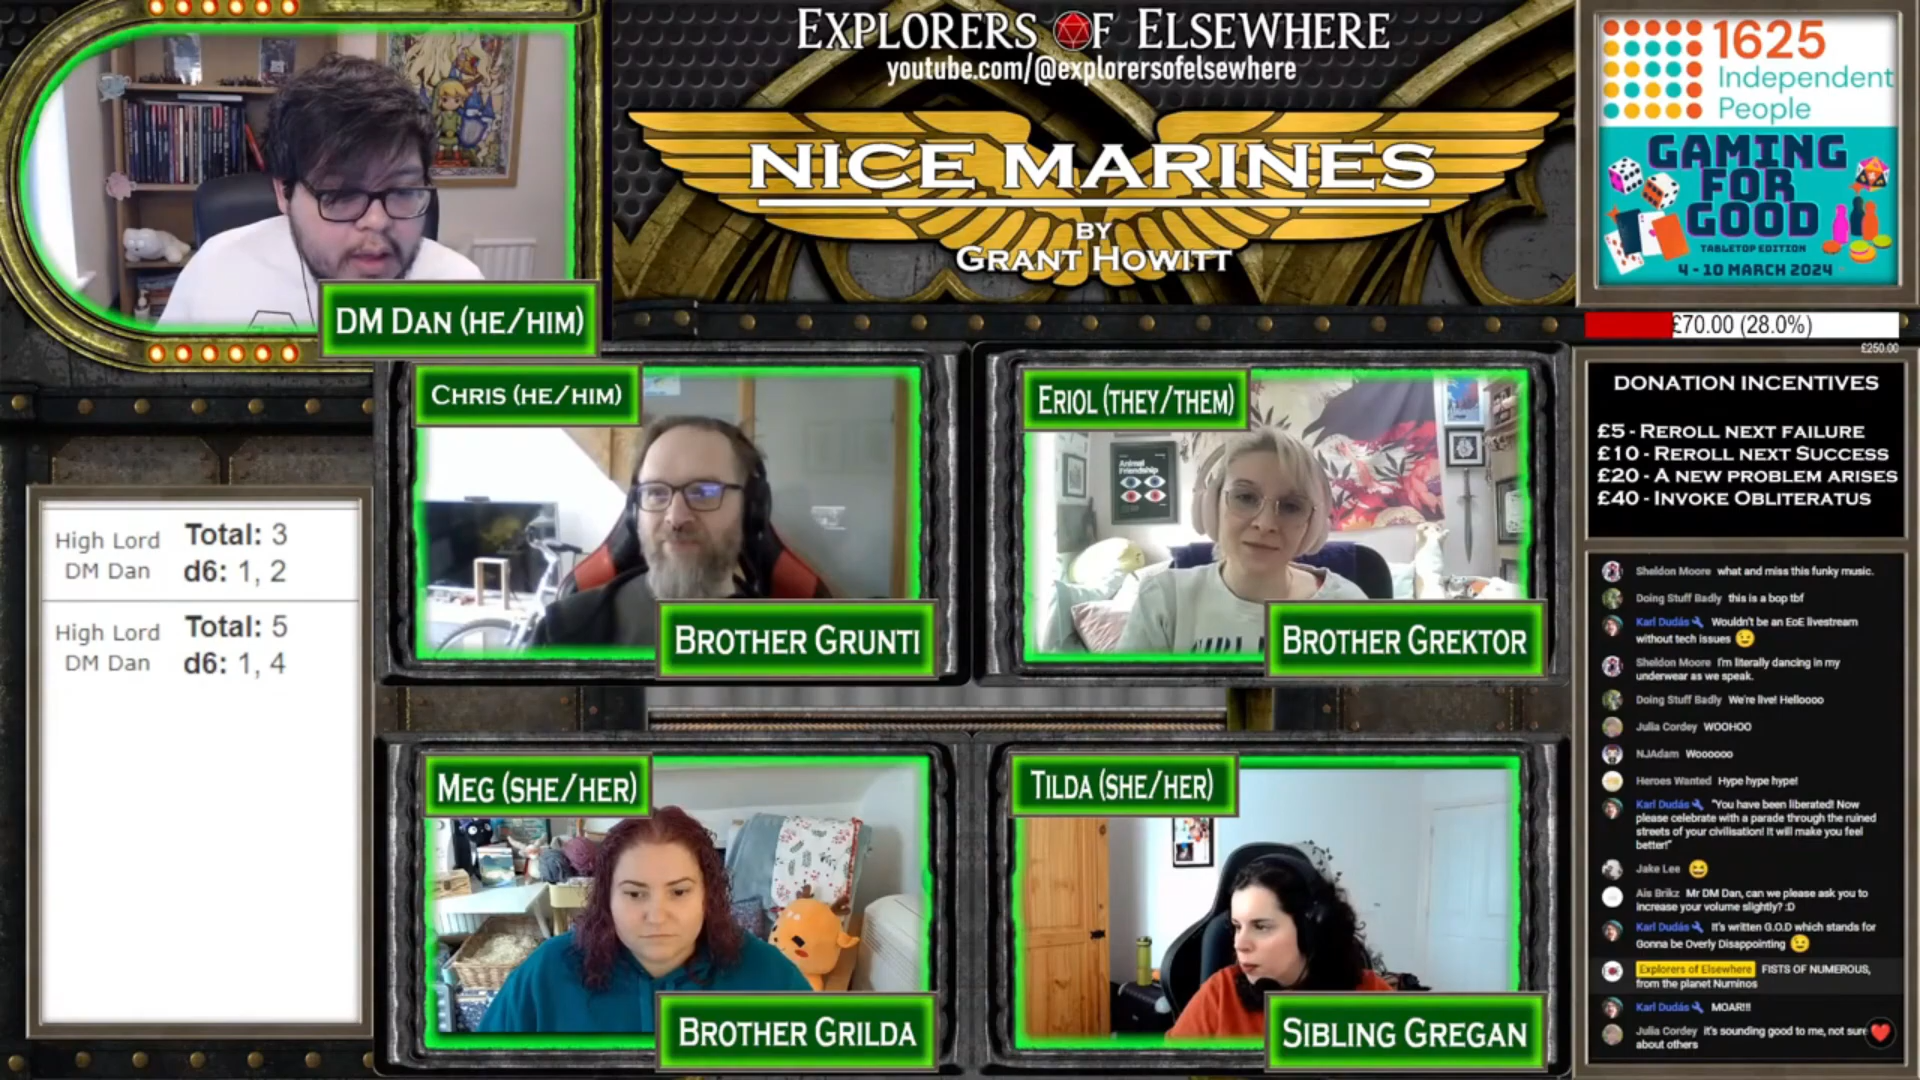 EXPLORERS OF ELSEWHERE
youtube.com/@explorersofelsewhere
NICE MARINES
BY
GRANT HOWITT
1625
Independent
People
GAMING
FOR
GOOD
TABLETOP EDITION
4 - 10 MARCH 2024
£70.00 (28.0%)
£250.00
DM DAN (HE/HIM)
CHRIS (HE/HIM)
BROTHER GRUNTI
ERIOL (THEY/THEM)
Animal
Friendship
BROTHER GREKTOR
MEG (SHE/HER)
BROTHER GRILDA
TILDA (SHE/HER)
SIBLING GREGAN
High Lord
DM Dan
Total: 3
d6: 1, 2
High Lord
DM Dan
Total: 5
d6: 1, 4
DONATION INCENTIVES
£5 - REROLL NEXT FAILURE
£10 - REROLL NEXT SUCCESS
£20 - A NEW PROBLEM ARISES
£40 - INVOKE OBLITERATUS
Sheldon Moore what and miss this funky music.
Doing Stuff Badly this is a bop tbf
Karl Dudás Wouldn't be an EoE livestream
without tech issues 😉
Sheldon Moore I'm literally dancing in my
underwear as we speak.
Doing Stuff Badly We're live! Helloooo
Julia Cordey WOOHOO
NJAdam Woooooo
Heroes Wanted Hype hype hype!
Karl Dudás "You have been liberated! Now
please celebrate with a parade through the ruined
streets of your civilisation! It will make you feel
better!"
Jake Lee 😄
Ais Brikz Mr DM Dan, can we please ask you to
increase your volume slightly? :D
Karl Dudás It's written G.O.D which stands for
Gonna be Overly Disappointing 😉
Explorers of Elsewhere FISTS OF NUMEROUS,
from the planet Numinos
Karl Dudás MOAR!!!
Julia Cordey it's sounding good to me, not sure
about others